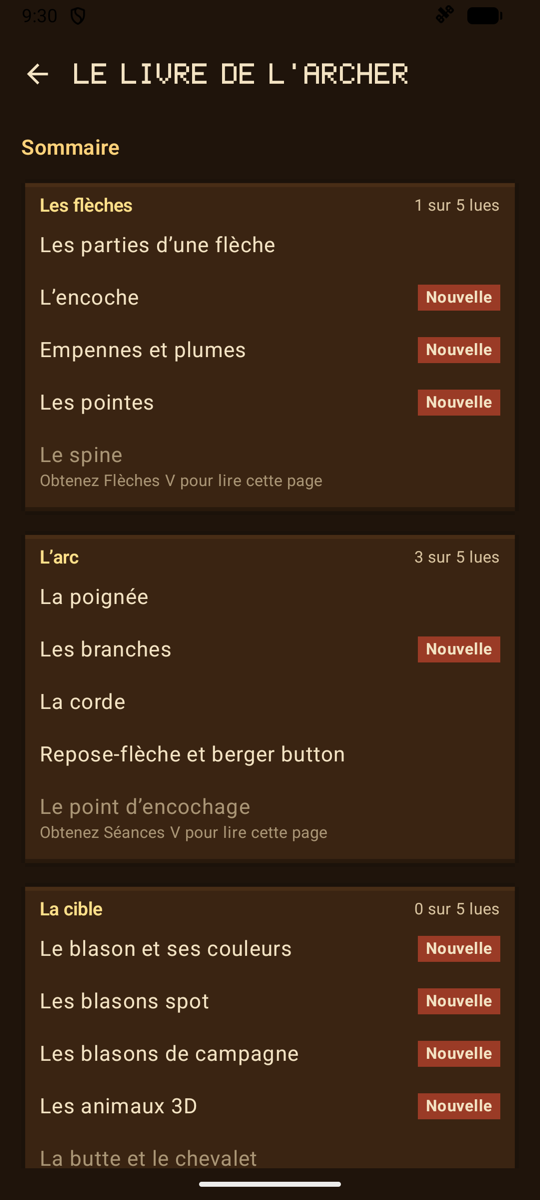 9:30
LE LIVRE DE L'ARCHER
Sommaire
Les flèches 1 sur 5 lues
Les parties d’une flèche
L’encoche Nouvelle
Empennes et plumes Nouvelle
Les pointes Nouvelle
Le spine
Obtenez Flèches V pour lire cette page
L’arc 3 sur 5 lues
La poignée
Les branches Nouvelle
La corde
Repose-flèche et berger button
Le point d’encochage
Obtenez Séances V pour lire cette page
La cible 0 sur 5 lues
Le blason et ses couleurs Nouvelle
Les blasons spot Nouvelle
Les blasons de campagne Nouvelle
Les animaux 3D Nouvelle
La butte et le chevalet